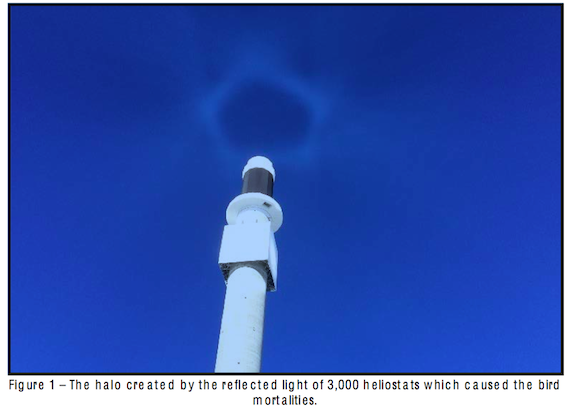 Figure 1 – The halo created by the reflected light of 3,000 heliostats which caused the bird
mortalities.